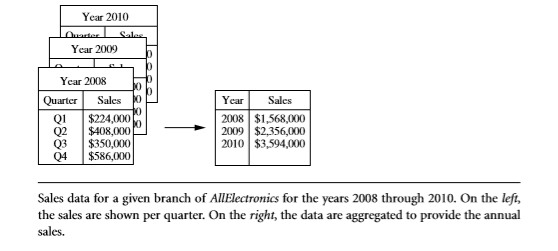 Year 2010
Quarter Sales
Year 2009
Year 2008
Quarter Sales
Q1 $224,000
Q2 $408,000
Q3 $350,000
Q4 $586,000
Year Sales
2008 $1,568,000
2009 $2,356,000
2010 $3,594,000
Sales data for a given branch of AllElectronics for the years 2008 through 2010. On the left,
the sales are shown per quarter. On the right, the data are aggregated to provide the annual
sales.